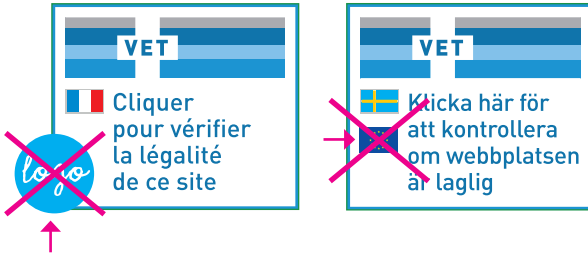 VET
Cliquer
pour vérifier
la légalité
de ce site
logo
VET
Klicka här för
att kontrollera
om webbplatsen
är laglig